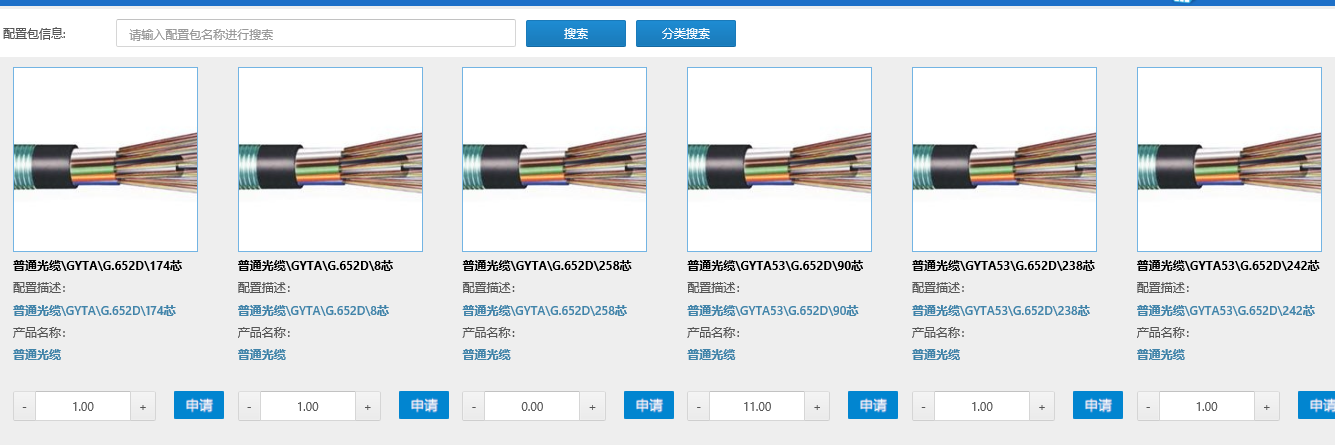 配置包信息:
请输入配置包名称进行搜索
搜索
分类搜索
普通光缆\GYTA\G.652D\174芯
配置描述:
普通光缆\GYTA\G.652D\174芯
产品名称:
普通光缆
- 1.00 + 申请
普通光缆\GYTA\G.652D\8芯
配置描述:
普通光缆\GYTA\G.652D\8芯
产品名称:
普通光缆
- 1.00 + 申请
普通光缆\GYTA\G.652D\258芯
配置描述:
普通光缆\GYTA\G.652D\258芯
产品名称:
普通光缆
- 0.00 + 申请
普通光缆\GYTA53\G.652D\90芯
配置描述:
普通光缆\GYTA53\G.652D\90芯
产品名称:
普通光缆
- 11.00 + 申请
普通光缆\GYTA53\G.652D\238芯
配置描述:
普通光缆\GYTA53\G.652D\238芯
产品名称:
普通光缆
- 1.00 + 申请
普通光缆\GYTA53\G.652D\242芯
配置描述:
普通光缆\GYTA53\G.652D\242芯
产品名称:
普通光缆
- 1.00 + 申请